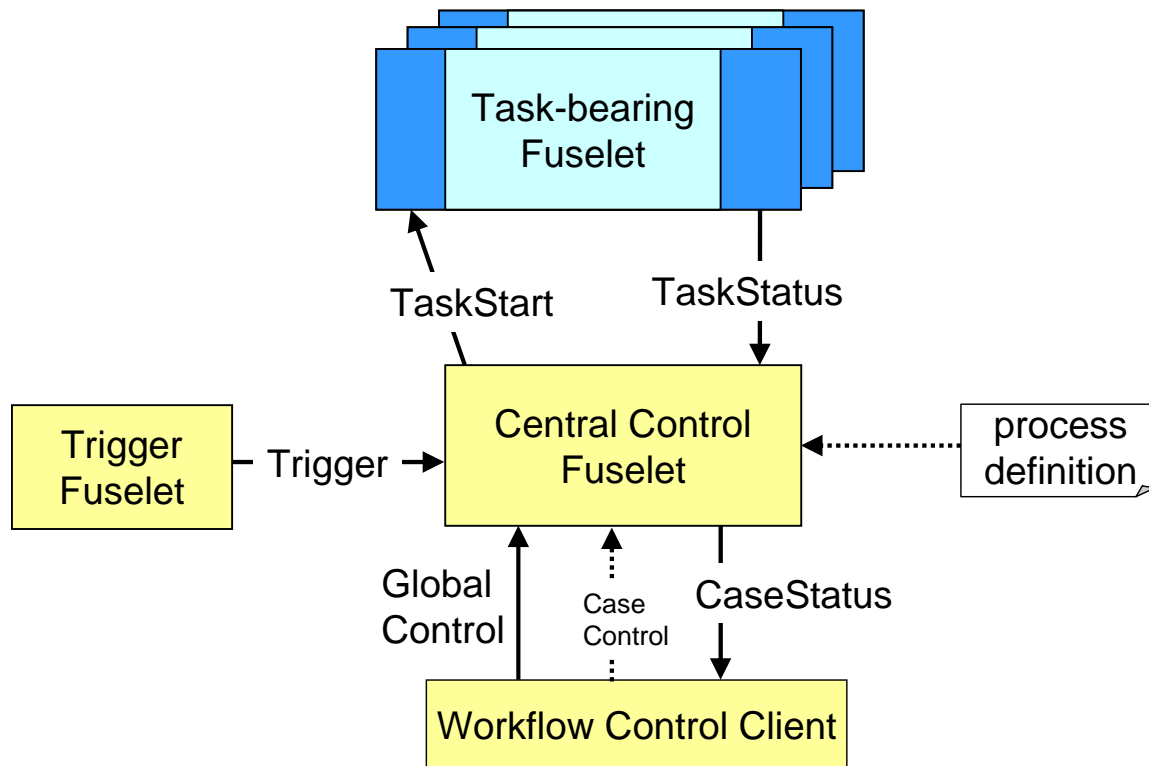 Task-bearing
Fuselet
TaskStart
TaskStatus
Trigger
Fuselet
Trigger
Central Control
Fuselet
process
definition
Global
Control
Case
Control
CaseStatus
Workflow Control Client